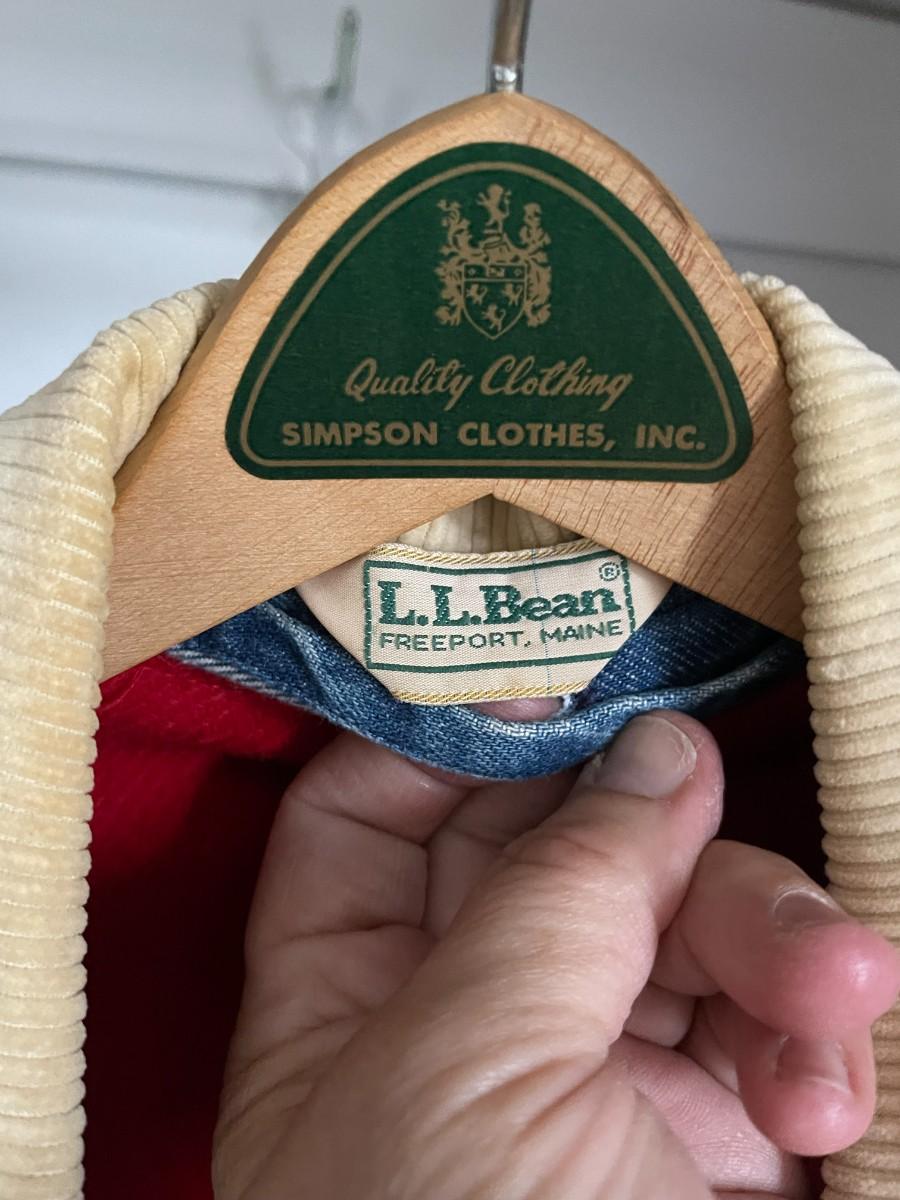 Quality Clothing
SIMPSON CLOTHES, INC.
L.L.Bean®
FREEPORT, MAINE